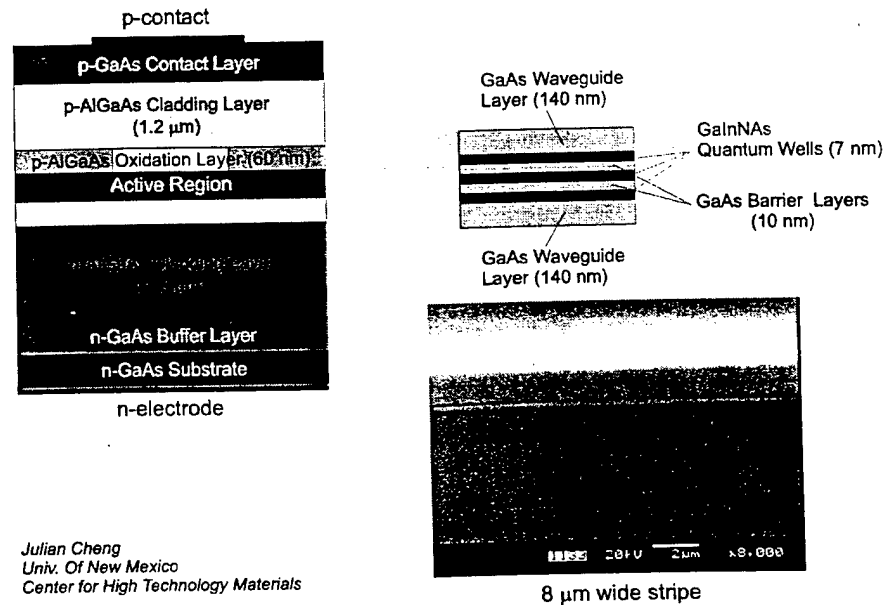 p-contact
p-GaAs Contact Layer
p-AlGaAs Cladding Layer
(1.2 μm)
p-AlGaAs Oxidation Layer (60 nm)
Active Region
n-GaAs Buffer Layer
n-GaAs Substrate
n-electrode
GaAs Waveguide
Layer (140 nm)
GaInNAs
Quantum Wells (7 nm)
GaAs Barrier Layers
(10 nm)
GaAs Waveguide
Layer (140 nm)
1132 20kV 2μm x8,000
8 μm wide stripe
Julian Cheng
Univ. Of New Mexico
Center for High Technology Materials